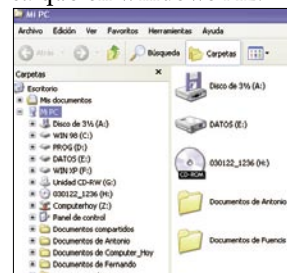 MI PC
Archivo Edición Ver Favoritos Herramientas Ayuda
Atrás Búsqueda Carpetas
Carpetas
Escritorio
Mis documentos
MI PC
Disco de 3½ (A:)
WIN 98 (C:)
PROG (D:)
DATOS (E:)
WIN XP (F:)
Unidad CD-RW (G:)
030122_1236 (H:)
Computerhoy (Z:)
Panel de control
Documentos compartidos
Documentos de Antonio
Documentos de Computer_Hoy
Documentos de Fernando
Disco de 3½ (A:)
DATOS (E:)
030122_1236 (H:)
CD-ROM
Documentos de Antonio
Documentos de Fuencis